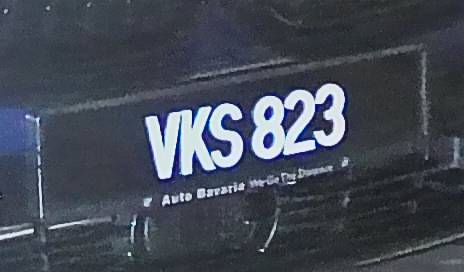 VKS 823
Auto Bavaria We Go The Distance